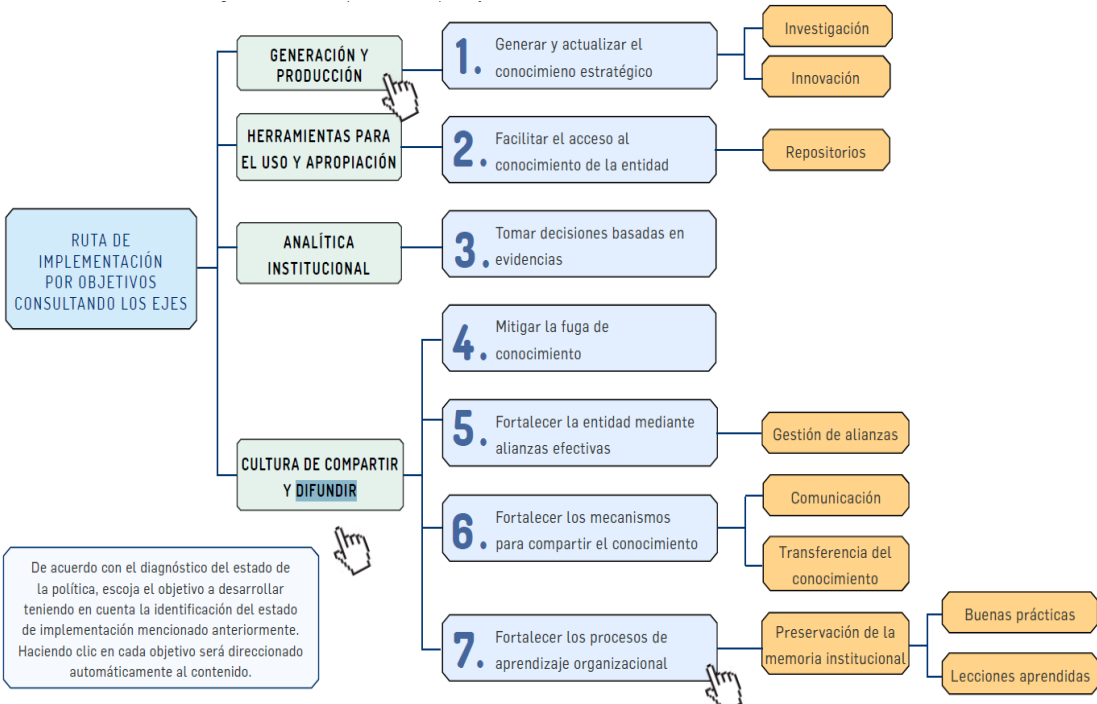 RUTA DE
IMPLEMENTACIÓN
POR OBJETIVOS
CONSULTANDO LOS EJES
GENERACIÓN Y
PRODUCCIÓN
1. Generar y actualizar el
conocimieno estratégico
Investigación
Innovación
HERRAMIENTAS PARA
EL USO Y APROPIACIÓN
2. Facilitar el acceso al
conocimiento de la entidad
Repositorios
ANALÍTICA
INSTITUCIONAL
3. Tomar decisiones basadas en
evidencias
CULTURA DE COMPARTIR
Y DIFUNDIR
4. Mitigar la fuga de
conocimiento
5. Fortalecer la entidad mediante
alianzas efectivas
Gestión de alianzas
6. Fortalecer los mecanismos
para compartir el conocimiento
Comunicación
Transferencia del
conocimiento
7. Fortalecer los procesos de
aprendizaje organizacional
Preservación de la
memoria institucional
Buenas prácticas
Lecciones aprendidas
De acuerdo con el diagnóstico del estado de
la política, escoja el objetivo a desarrollar
teniendo en cuenta la identificación del estado
de implementación mencionado anteriormente.
Haciendo clic en cada objetivo será direccionado
automáticamente al contenido.